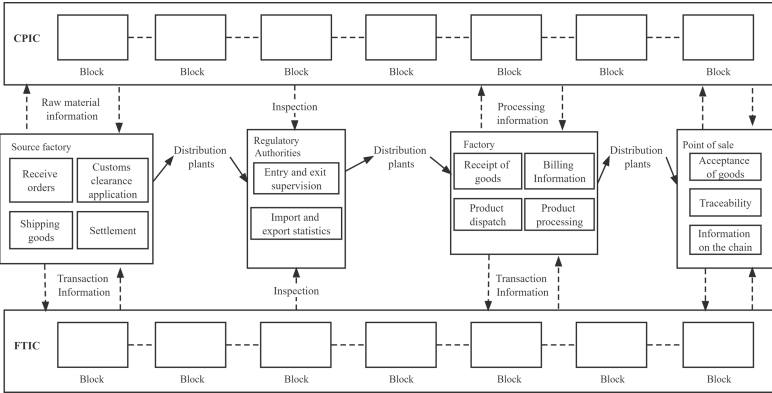 CPIC
Block
Block
Block
Block
Block
Block
Block
Raw material
information
Inspection
Processing
information
Source factory
Receive
orders
Customs
clearance
application
Shipping
goods
Settlement
Distribution
plants
Regulatory
Authorities
Entry and exit
supervision
Import and
export statistics
Distribution
plants
Factory
Receipt of
goods
Billing
Information
Product
dispatch
Product
processing
Distribution
plants
Point of sale
Acceptance
of goods
Traceability
Information
on the chain
Transaction
Information
Inspection
Transaction
Information
FTIC
Block
Block
Block
Block
Block
Block
Block